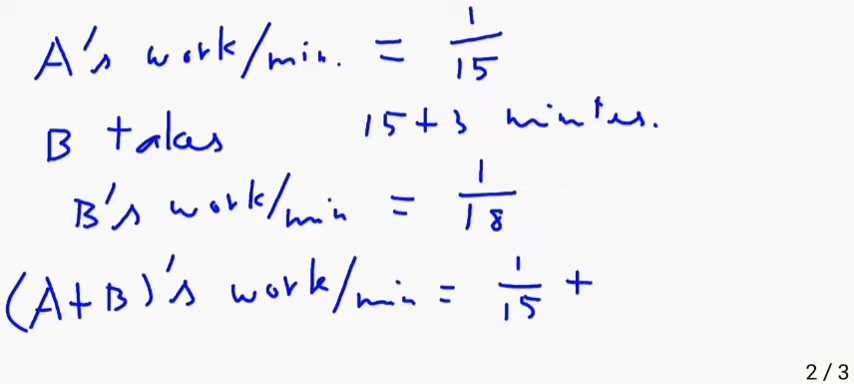 A's work/min. = 1/15
B takes 15+3 minutes.
B's work/min = 1/18
(A+B)'s work/min = 1/15 +
2/3